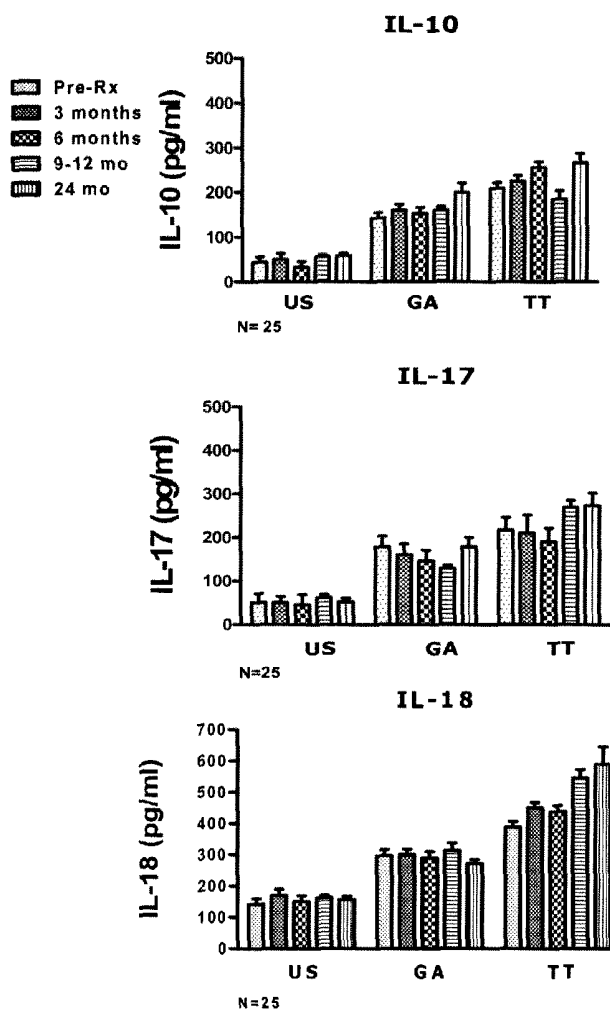 IL-10
Pre-Rx
3 months
6 months
9-12 mo
24 mo
IL-10 (pg/ml)
500
400
300
200
100
0
US GA TT
N= 25
IL-17
IL-17 (pg/ml)
500
400
300
200
100
0
US GA TT
N=25
IL-18
IL-18 (pg/ml)
700
600
500
400
300
200
100
0
US GA TT
N=25